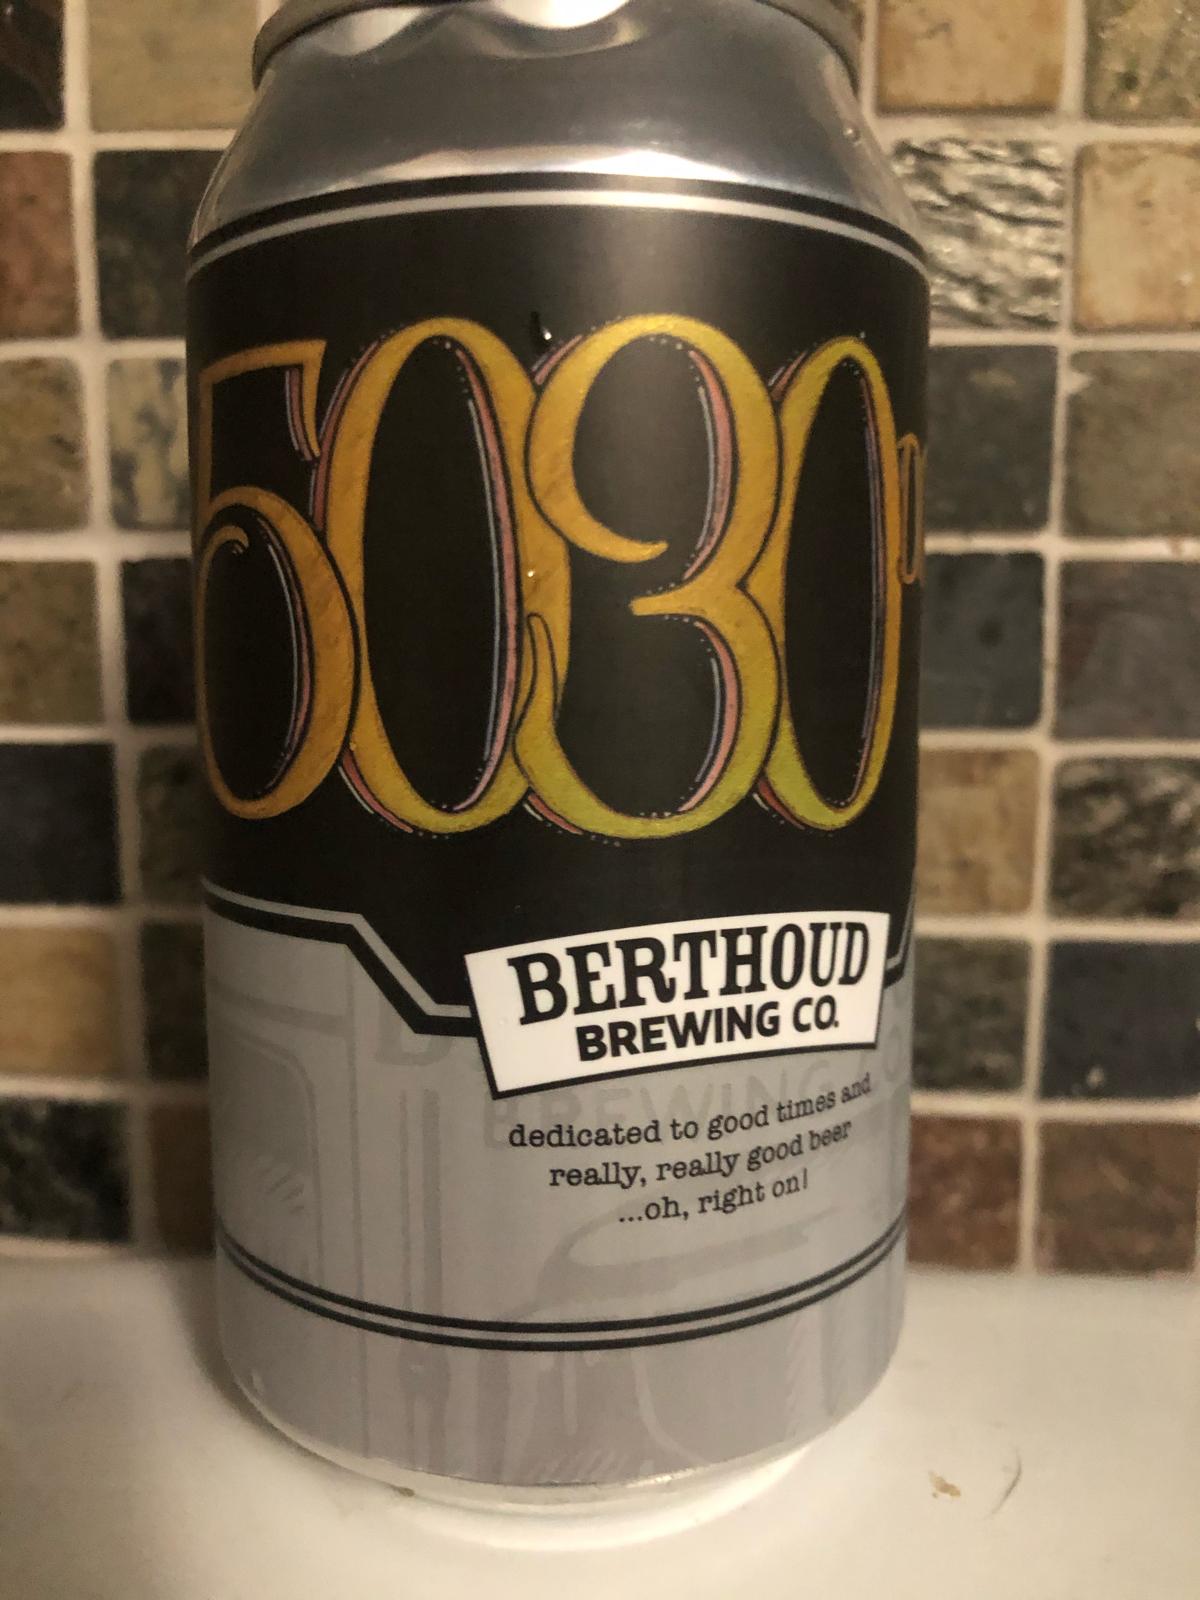 5030
BERTHOUD
BREWING CO.
dedicated to good times and
really, really good beer
...oh, right on!